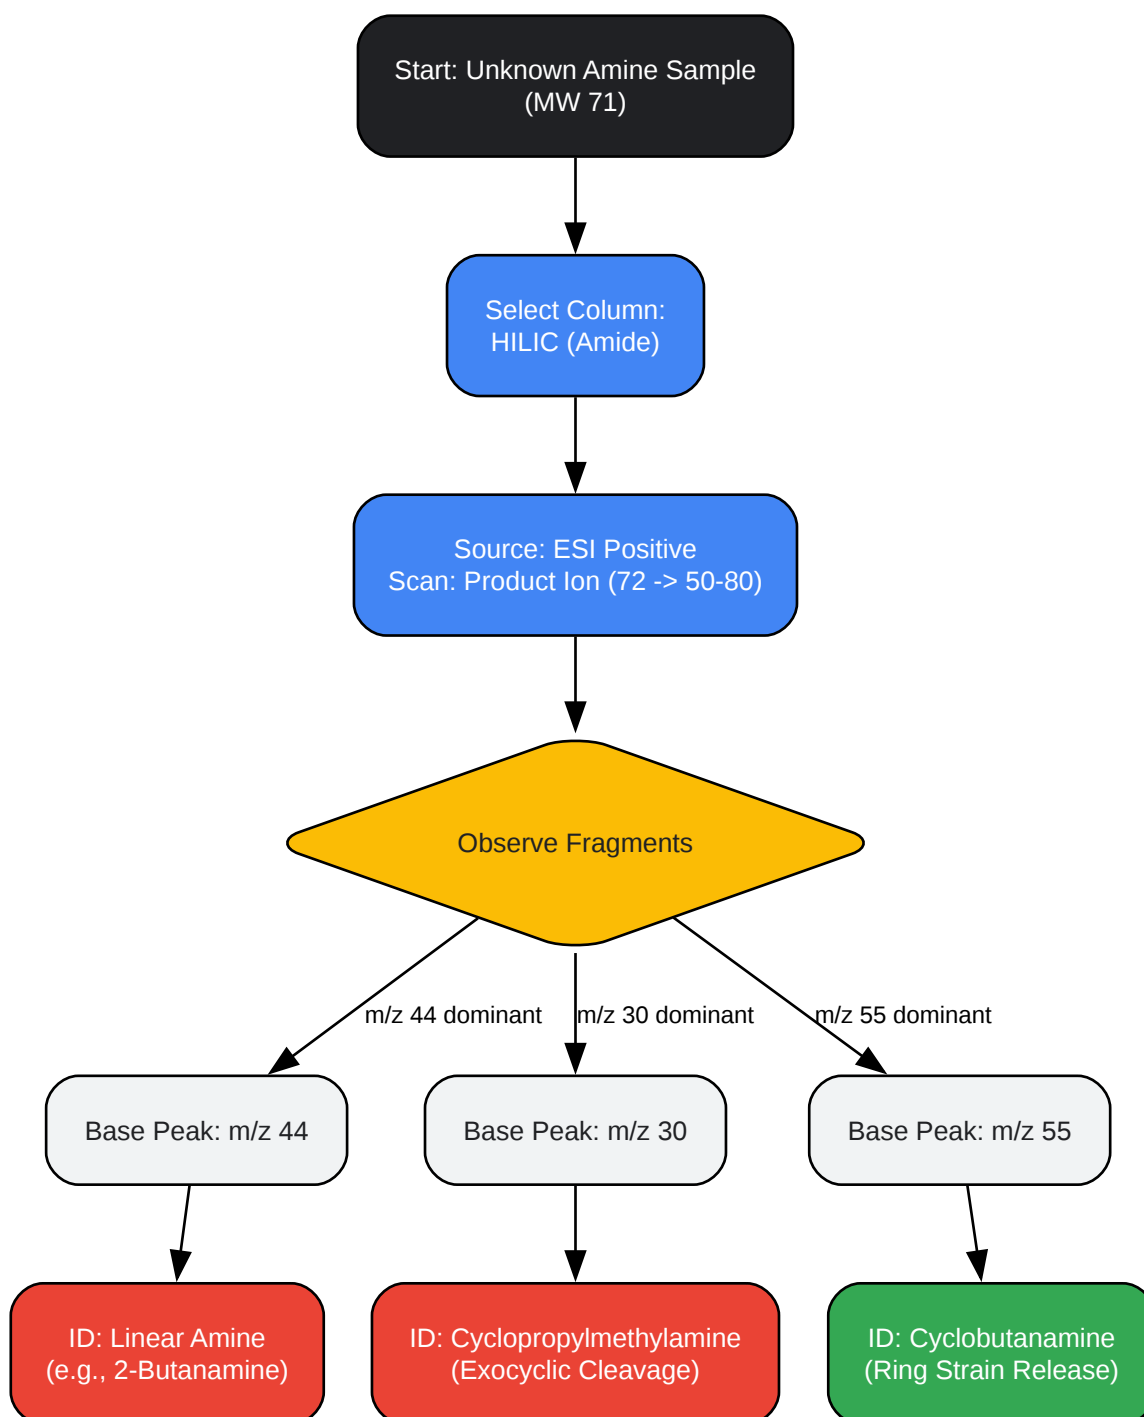 Start: Unknown Amine Sample
(MW 71)
Select Column:
HILIC (Amide)
Source: ESI Positive
Scan: Product Ion (72 -> 50-80)
Observe Fragments
m/z 44 dominant
m/z 30 dominant
m/z 55 dominant
Base Peak: m/z 44
Base Peak: m/z 30
Base Peak: m/z 55
ID: Linear Amine
(e.g., 2-Butanamine)
ID: Cyclopropylmethylamine
(Exocyclic Cleavage)
ID: Cyclobutanamine
(Ring Strain Release)